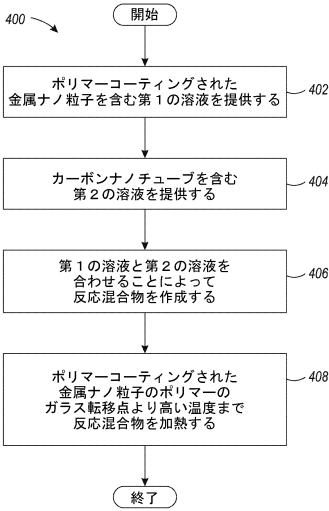 400
開始
ポリマーコーティングされた
金属ナノ粒子を含む第１の溶液を提供する
402
カーボンナノチューブを含む
第２の溶液を提供する
404
第１の溶液と第２の溶液を
合わせることによって
反応混合物を作成する
406
ポリマーコーティングされた
金属ナノ粒子のポリマーの
ガラス転移点より高い温度まで
反応混合物を加熱する
408
終了